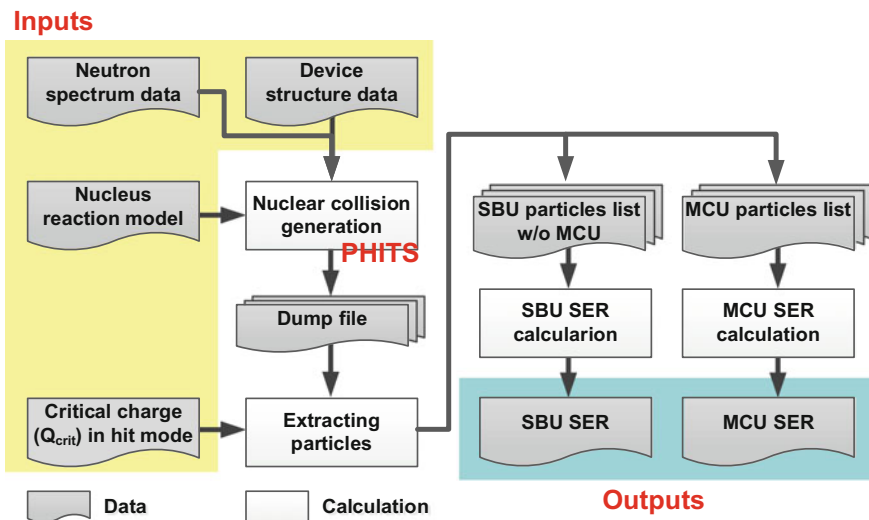 Inputs
Neutron
spectrum data
Device
structure data
Nucleus
reaction model
Nuclear collision
generation
PHITS
SBU particles list
w/o MCU
MCU particles list
Dump file
SBU SER
calcularion
MCU SER
calculation
Critical charge
(Qcrit) in hit mode
Extracting
particles
SBU SER
MCU SER
Data
Calculation
Outputs